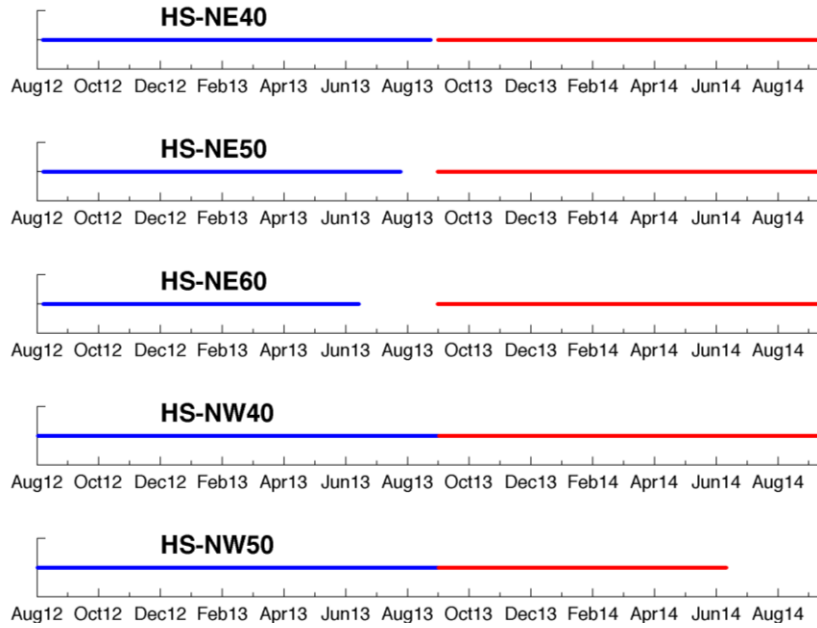 HS-NE40
Aug12 Oct12 Dec12 Feb13 Apr13 Jun13 Aug13 Oct13 Dec13 Feb14 Apr14 Jun14 Aug14
HS-NE50
Aug12 Oct12 Dec12 Feb13 Apr13 Jun13 Aug13 Oct13 Dec13 Feb14 Apr14 Jun14 Aug14
HS-NE60
Aug12 Oct12 Dec12 Feb13 Apr13 Jun13 Aug13 Oct13 Dec13 Feb14 Apr14 Jun14 Aug14
HS-NW40
Aug12 Oct12 Dec12 Feb13 Apr13 Jun13 Aug13 Oct13 Dec13 Feb14 Apr14 Jun14 Aug14
HS-NW50
Aug12 Oct12 Dec12 Feb13 Apr13 Jun13 Aug13 Oct13 Dec13 Feb14 Apr14 Jun14 Aug14